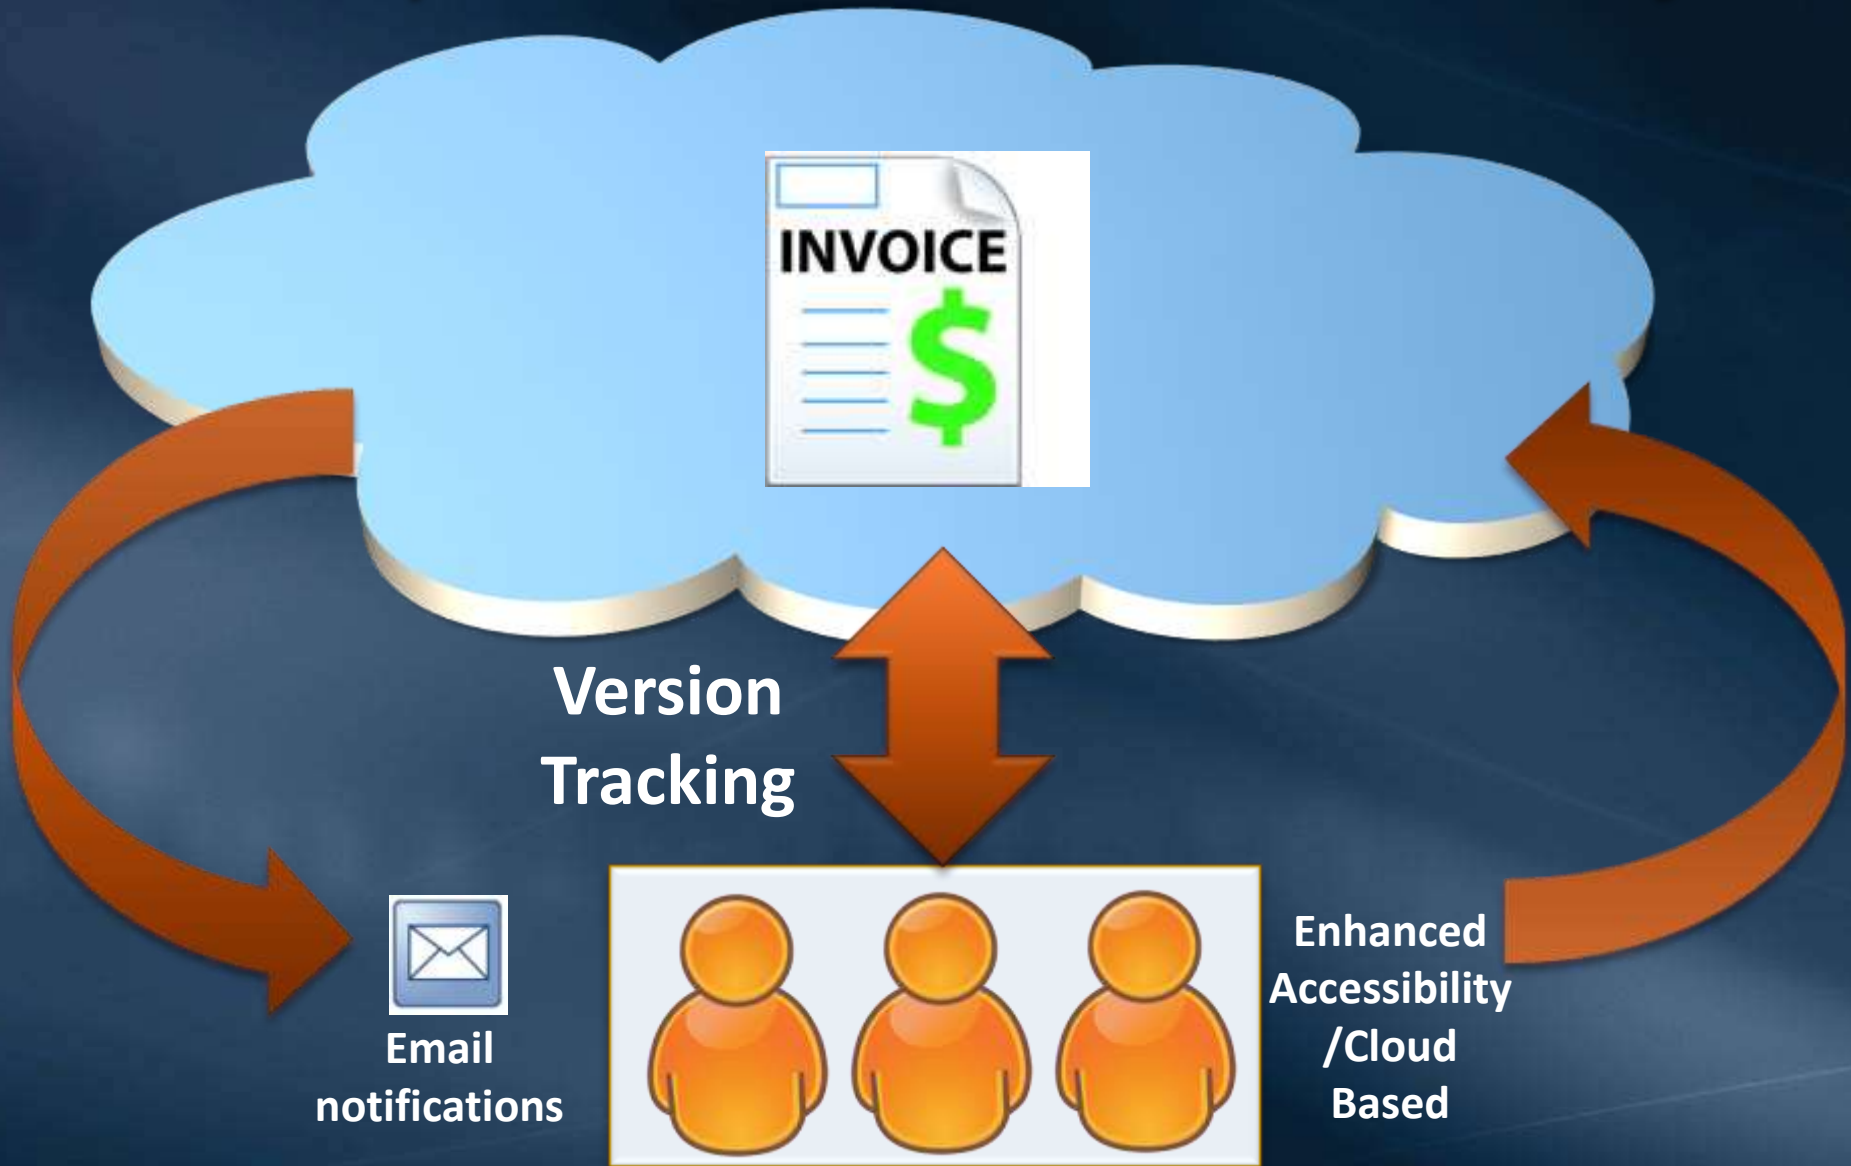 INVOICE
$
Version
Tracking
Email
notifications
Enhanced
Accessibility
/Cloud
Based